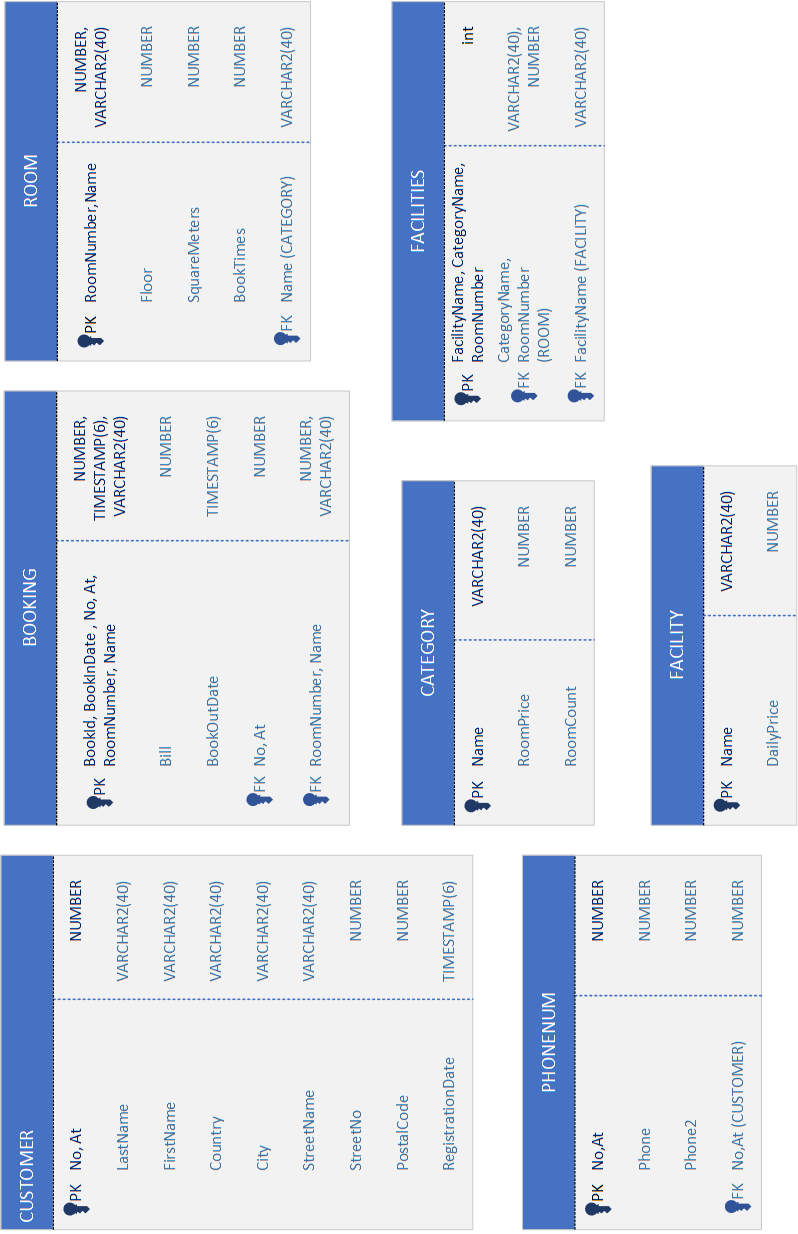 CUSTOMER
PK No, At NUMBER
LastName VARCHAR2(40)
FirstName VARCHAR2(40)
Country VARCHAR2(40)
City VARCHAR2(40)
StreetName VARCHAR2(40)
StreetNo NUMBER
PostalCode NUMBER
RegistrationDate TIMESTAMP(6)
BOOKING
PK BookId, BookInDate , No, At,
RoomNumber, Name
NUMBER,
TIMESTAMP(6),
VARCHAR2(40)
Bill NUMBER
BookOutDate TIMESTAMP(6)
FK No, At NUMBER
FK RoomNumber, Name
NUMBER,
VARCHAR2(40)
ROOM
PK RoomNumber, Name
NUMBER,
VARCHAR2(40)
Floor NUMBER
SquareMeters NUMBER
BookTimes NUMBER
FK Name (CATEGORY) VARCHAR2(40)
PHONENUM
PK No,At NUMBER
Phone NUMBER
Phone2 NUMBER
FK No,At (CUSTOMER) NUMBER
CATEGORY
PK Name VARCHAR2(40)
RoomPrice NUMBER
RoomCount NUMBER
FACILITIES
PK FacilityName, CategoryName,
RoomNumber
int
CategoryName,
FK RoomNumber
(ROOM)
VARCHAR2(40),
NUMBER
FK FacilityName (FACILITY) VARCHAR2(40)
FACILITY
PK Name VARCHAR2(40)
DailyPrice NUMBER